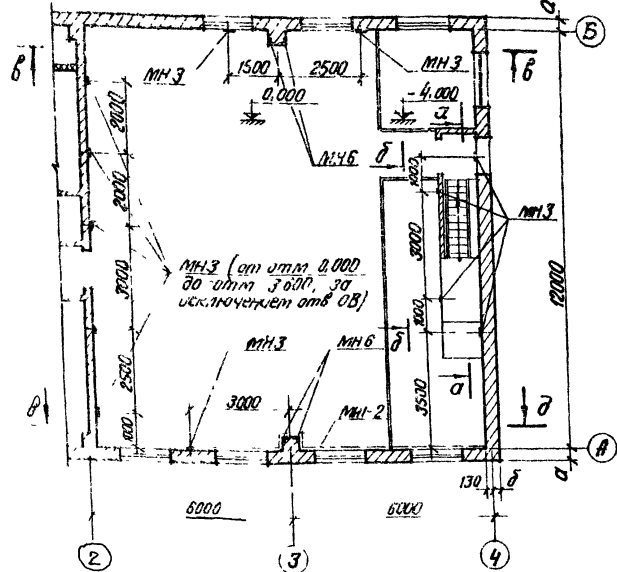 а
Б
в
в
МН3
1500
2500
МН3
0,000
-4.000
а
2000
МН6
б
1000
2000
МН3
МН3 (от отм 0,000
до отм 3 600, за
исключением отв ОВ)
3000
3000
12000
1000
МН3
МН6
б
2500
в
3000
а
д
3500
1000
МН1-2
А
а
130
б
6000
6000
2
3
4